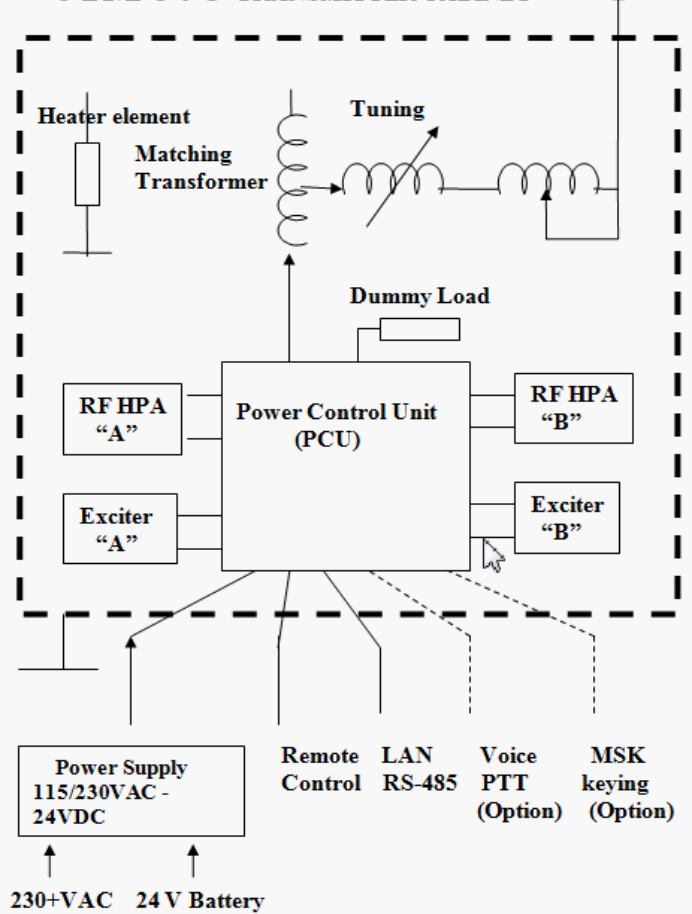 Heater element
Tuning
Matching
Transformer
Dummy Load
RF HPA
“A”
Power Control Unit
(PCU)
RF HPA
“B”
Exciter
“A”
Exciter
“B”
Power Supply
115/230VAC -
24VDC
Remote
Control
LAN
RS-485
Voice
PTT
(Option)
MSK
keying
(Option)
230+VAC
24 V Battery